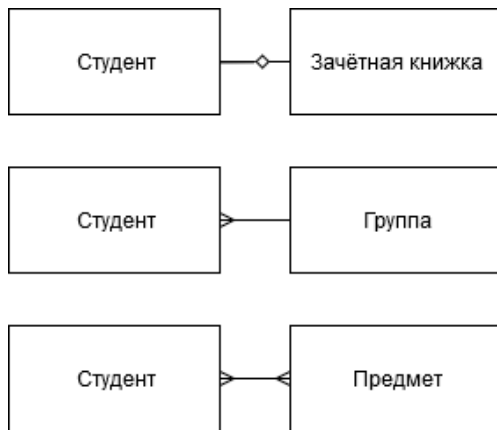 Студент Зачётная книжка
Студент Группа
Студент Предмет